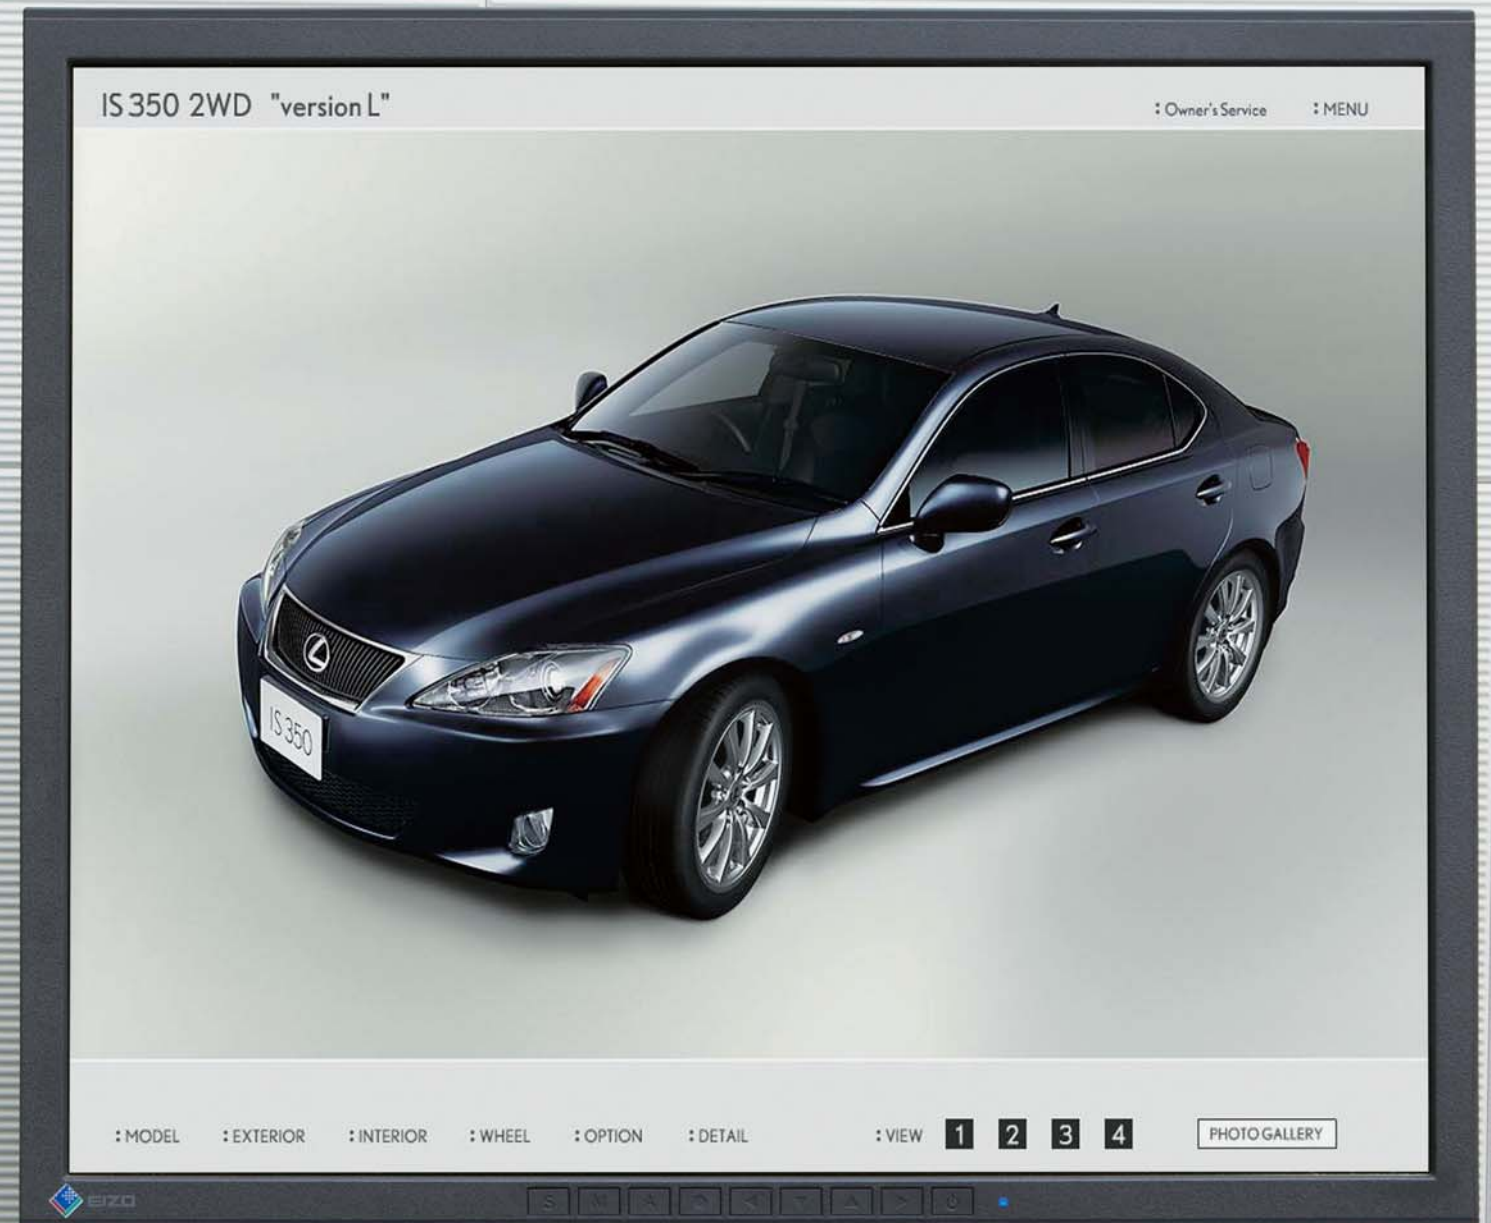 IS 350 2WD "version L"
: Owner's Service : MENU
IS 350
: MODEL : EXTERIOR : INTERIOR : WHEEL : OPTION : DETAIL : VIEW 1 2 3 4 PHOTO GALLERY
EIZO
S M A